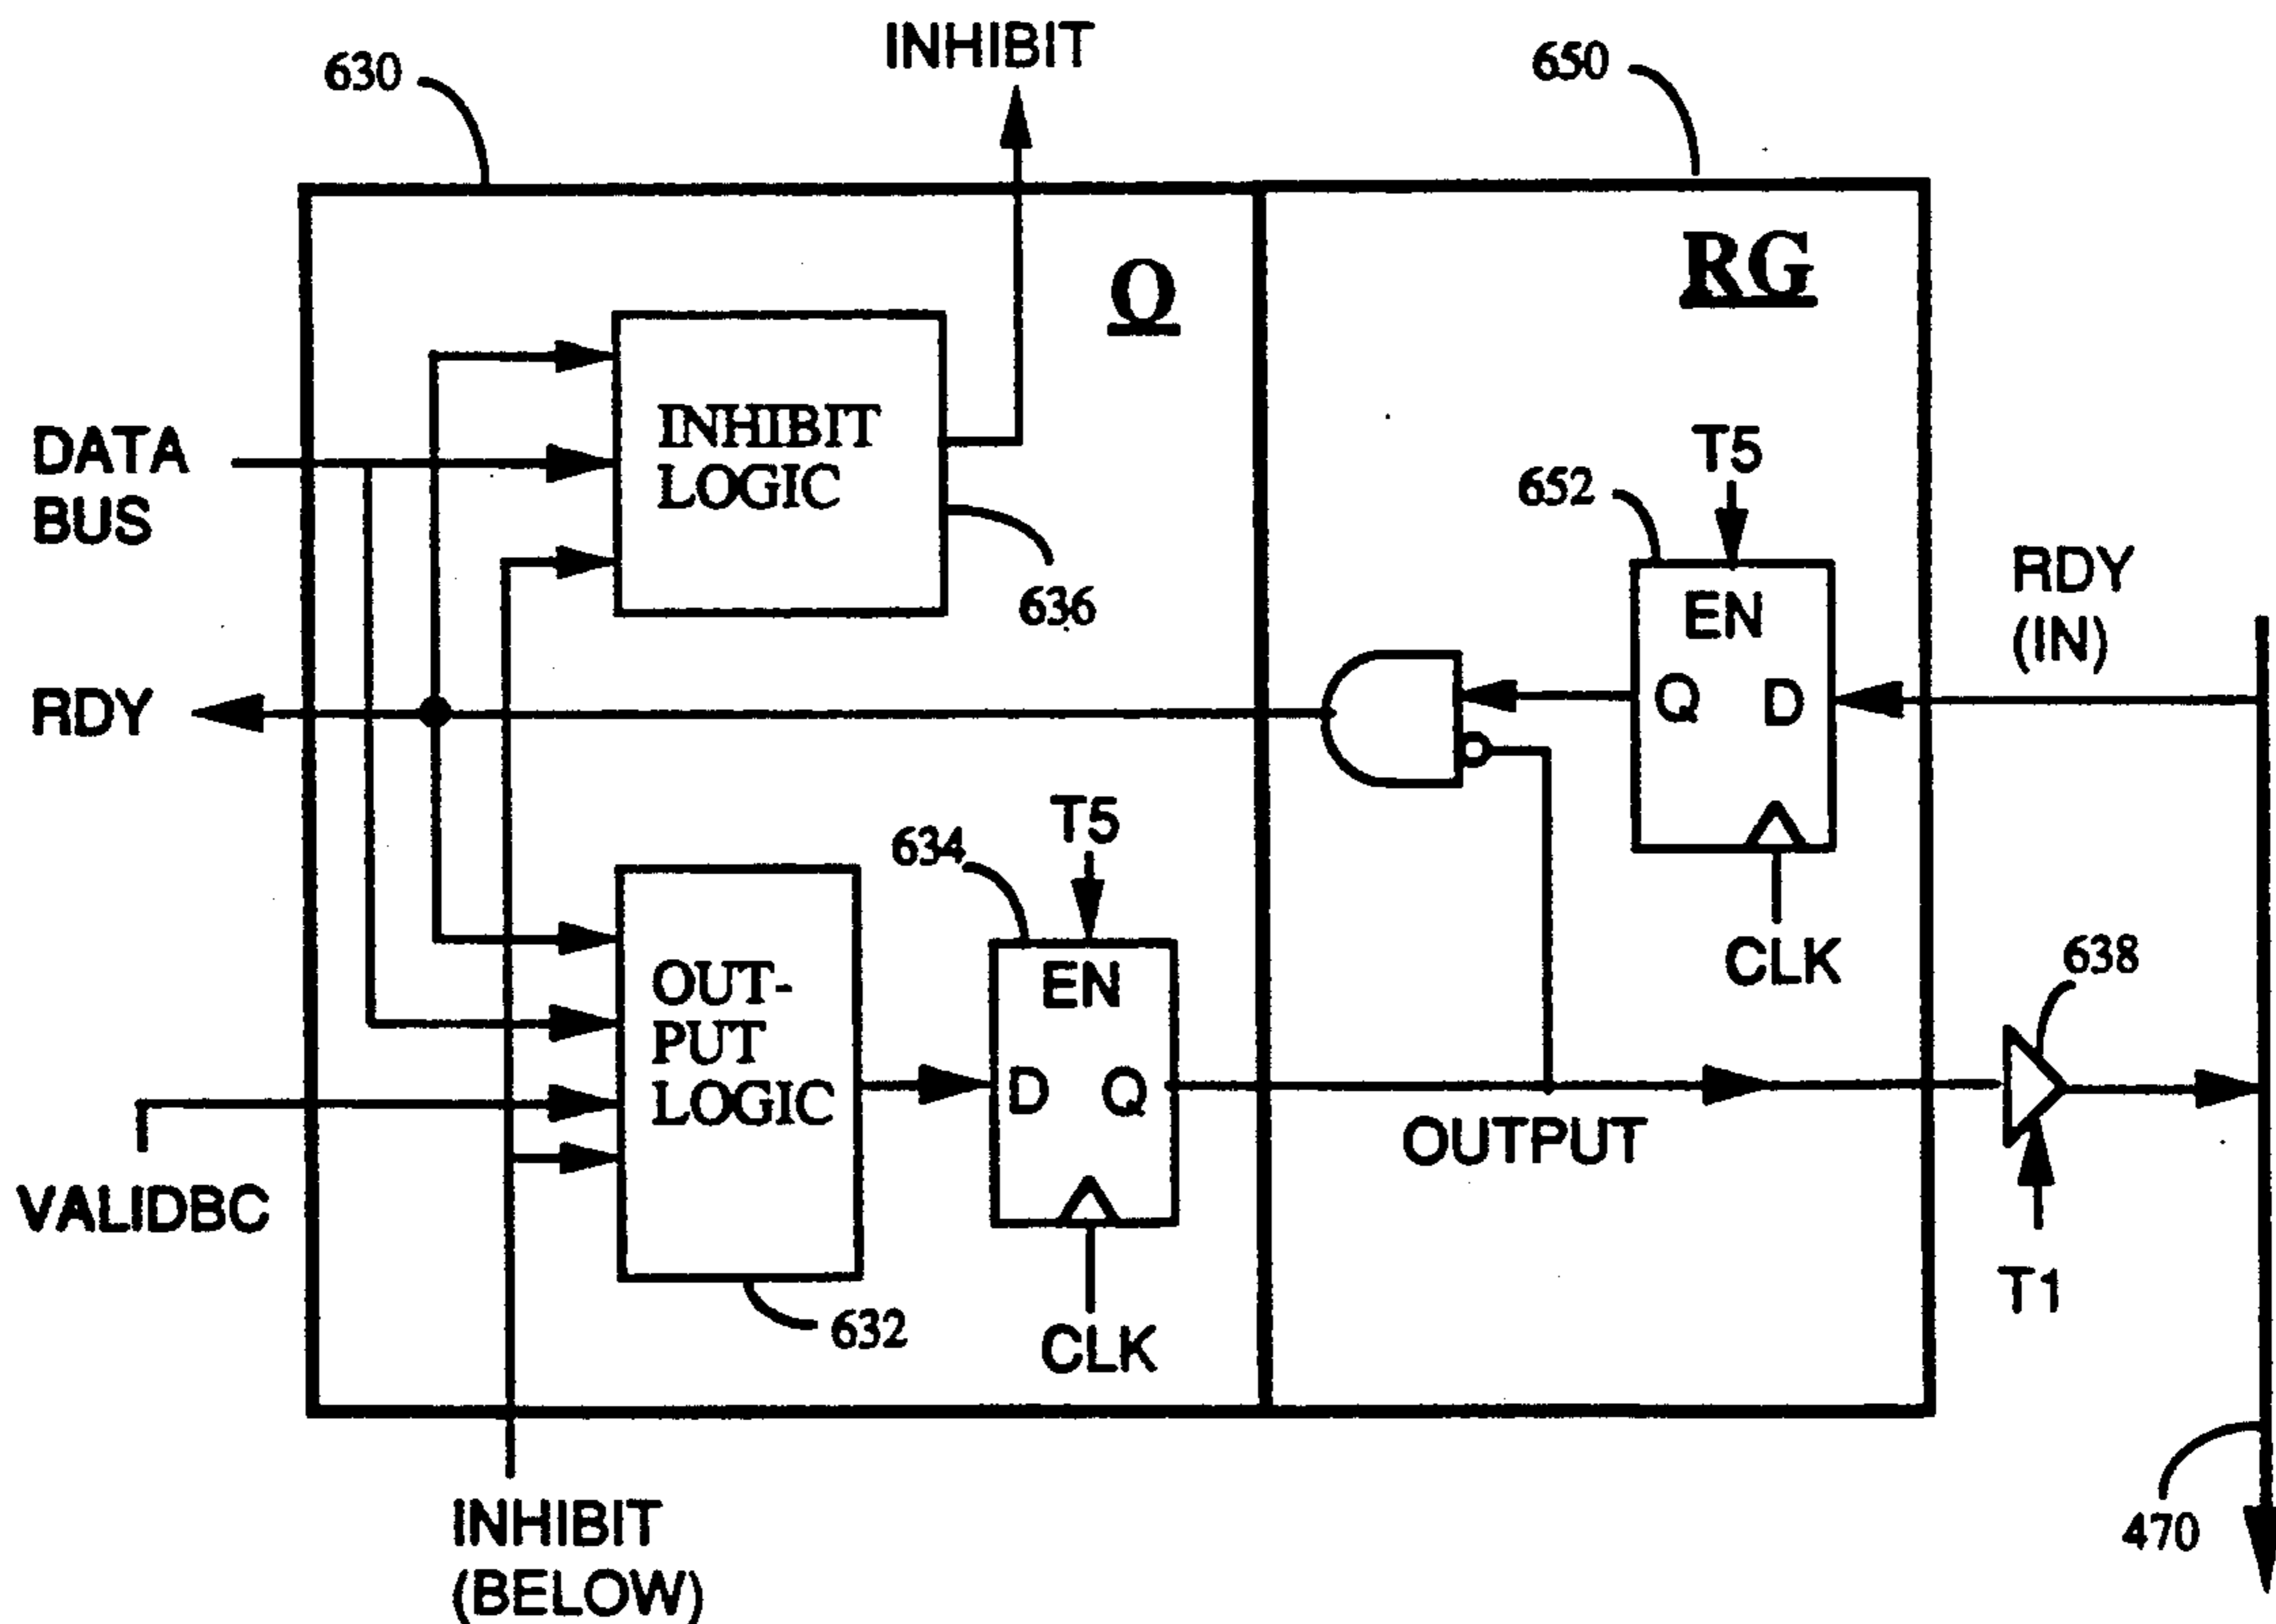 INHIBIT
630
650
O
RG
INHIBIT
LOGIC
DATA
BUS
636
T5
652
EN
Q D
RDY
(IN)
RDY
CLK
T5
634
EN
D Q
OUT-
PUT
LOGIC
638
VALIDBC
OUTPUT
T1
632
CLK
470
INHIBIT
(BELOW)